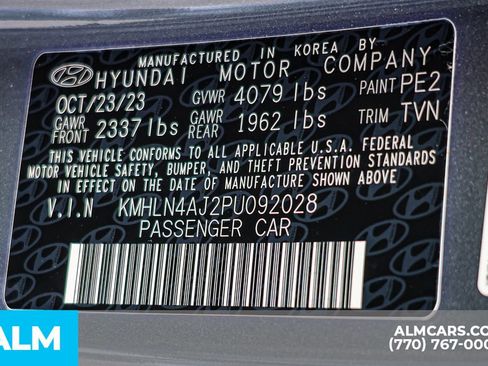 MANUFACTURED IN KOREA BY
HYUNDAI MOTOR COMPANY
OCT/23/23 GVWR 4079 lbs PAINT PE2
GAWR FRONT 2337 lbs GAWR REAR 1962 lbs TRIM TVN
THIS VEHICLE CONFORMS TO ALL APPLICABLE U.S.A. FEDERAL
MOTOR VEHICLE SAFETY, BUMPER, AND THEFT PREVENTION STANDARDS
IN EFFECT ON THE DATE OF MANUFACTURE SHOWN ABOVE.
V.I.N KMHLN4AJ2PU092028
PASSENGER CAR
ALM
ALMCARS.CO
(770) 767-000